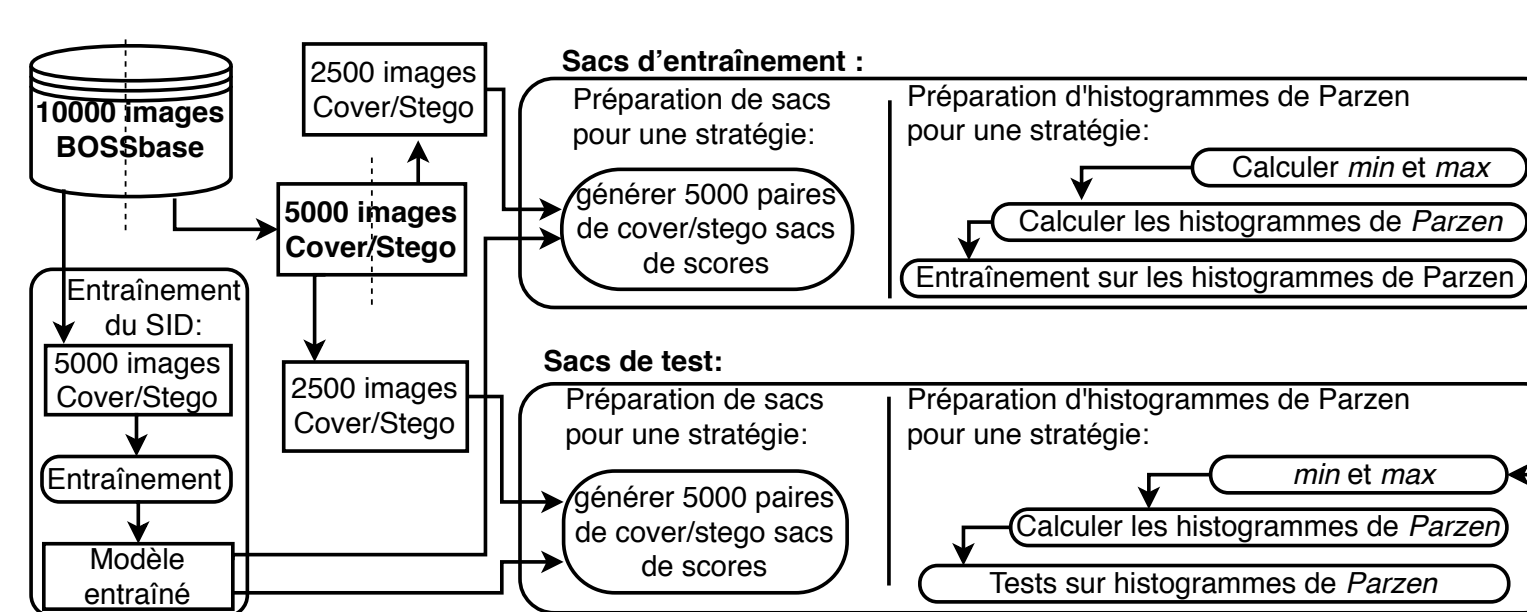 10000 images
BOSSbase
2500 images
Cover/Stego
5000 images
Cover/Stego
2500 images
Cover/Stego
Entraînement
du SID:
5000 images
Cover/Stego
Entraînement
Modèle
entraîné
Sacs d'entraînement :
Préparation de sacs
pour une stratégie:
générer 5000 paires
de cover/stego sacs
de scores
Préparation d'histogrammes de Parzen
pour une stratégie:
Calculer min et max
Calculer les histogrammes de Parzen
Entraînement sur les histogrammes de Parzen
Sacs de test:
Préparation de sacs
pour une stratégie:
générer 5000 paires
de cover/stego sacs
de scores
Préparation d'histogrammes de Parzen
pour une stratégie:
min et max
Calculer les histogrammes de Parzen
Tests sur histogrammes de Parzen